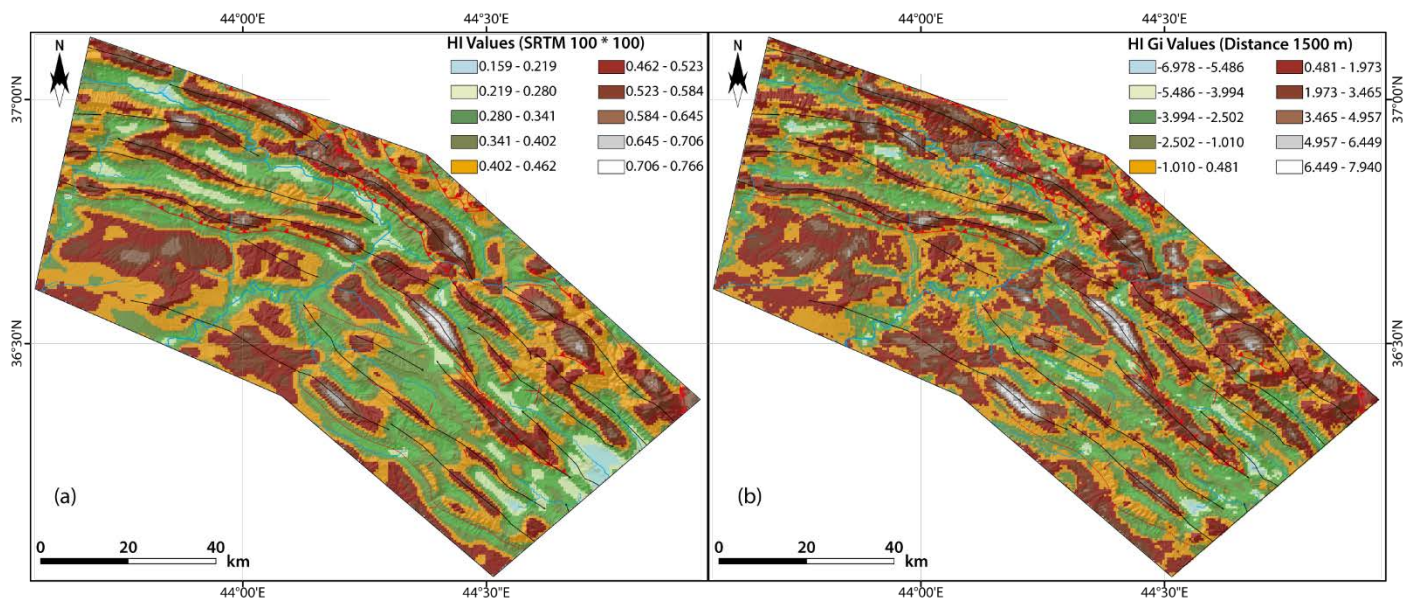 44°00'E
44°30'E
44°00'E
44°30'E
N
HI Values (SRTM 100 * 100)
0.159 - 0.219
0.462 - 0.523
0.219 - 0.280
0.523 - 0.584
0.280 - 0.341
0.584 - 0.645
0.341 - 0.402
0.645 - 0.706
0.402 - 0.462
0.706 - 0.766
N
HI Gi Values (Distance 1500 m)
-6.978 - -5.486
0.481 - 1.973
-5.486 - -3.994
1.973 - 3.465
-3.994 - -2.502
3.465 - 4.957
-2.502 - -1.010
4.957 - 6.449
-1.010 - 0.481
6.449 - 7.940
37°00'N
37°00'N
36°30'N
36°30'N
(a)
(b)
0 20 40
km
0 20 40
km
44°00'E
44°30'E
44°00'E
44°30'E